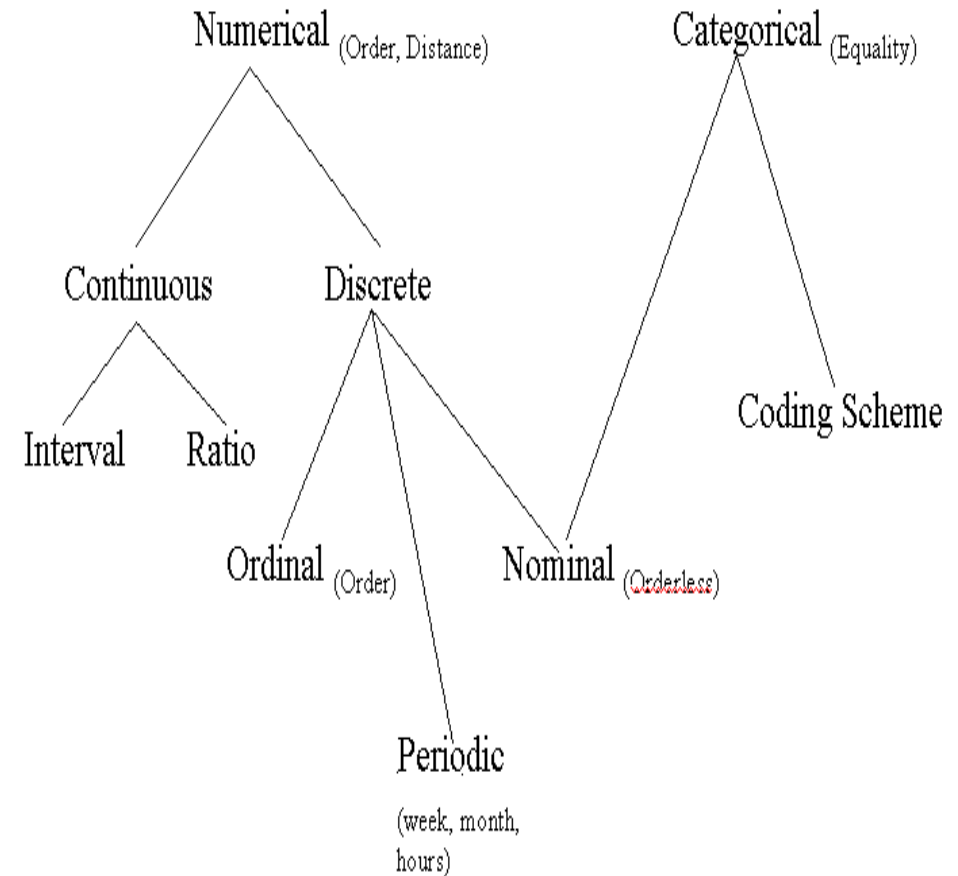 Numerical (Order, Distance)
Categorical (Equality)
Continuous
Discrete
Coding Scheme
Interval
Ratio
Ordinal (Order)
Nominal (Orderless)
Periodic
(week, month,
hours)